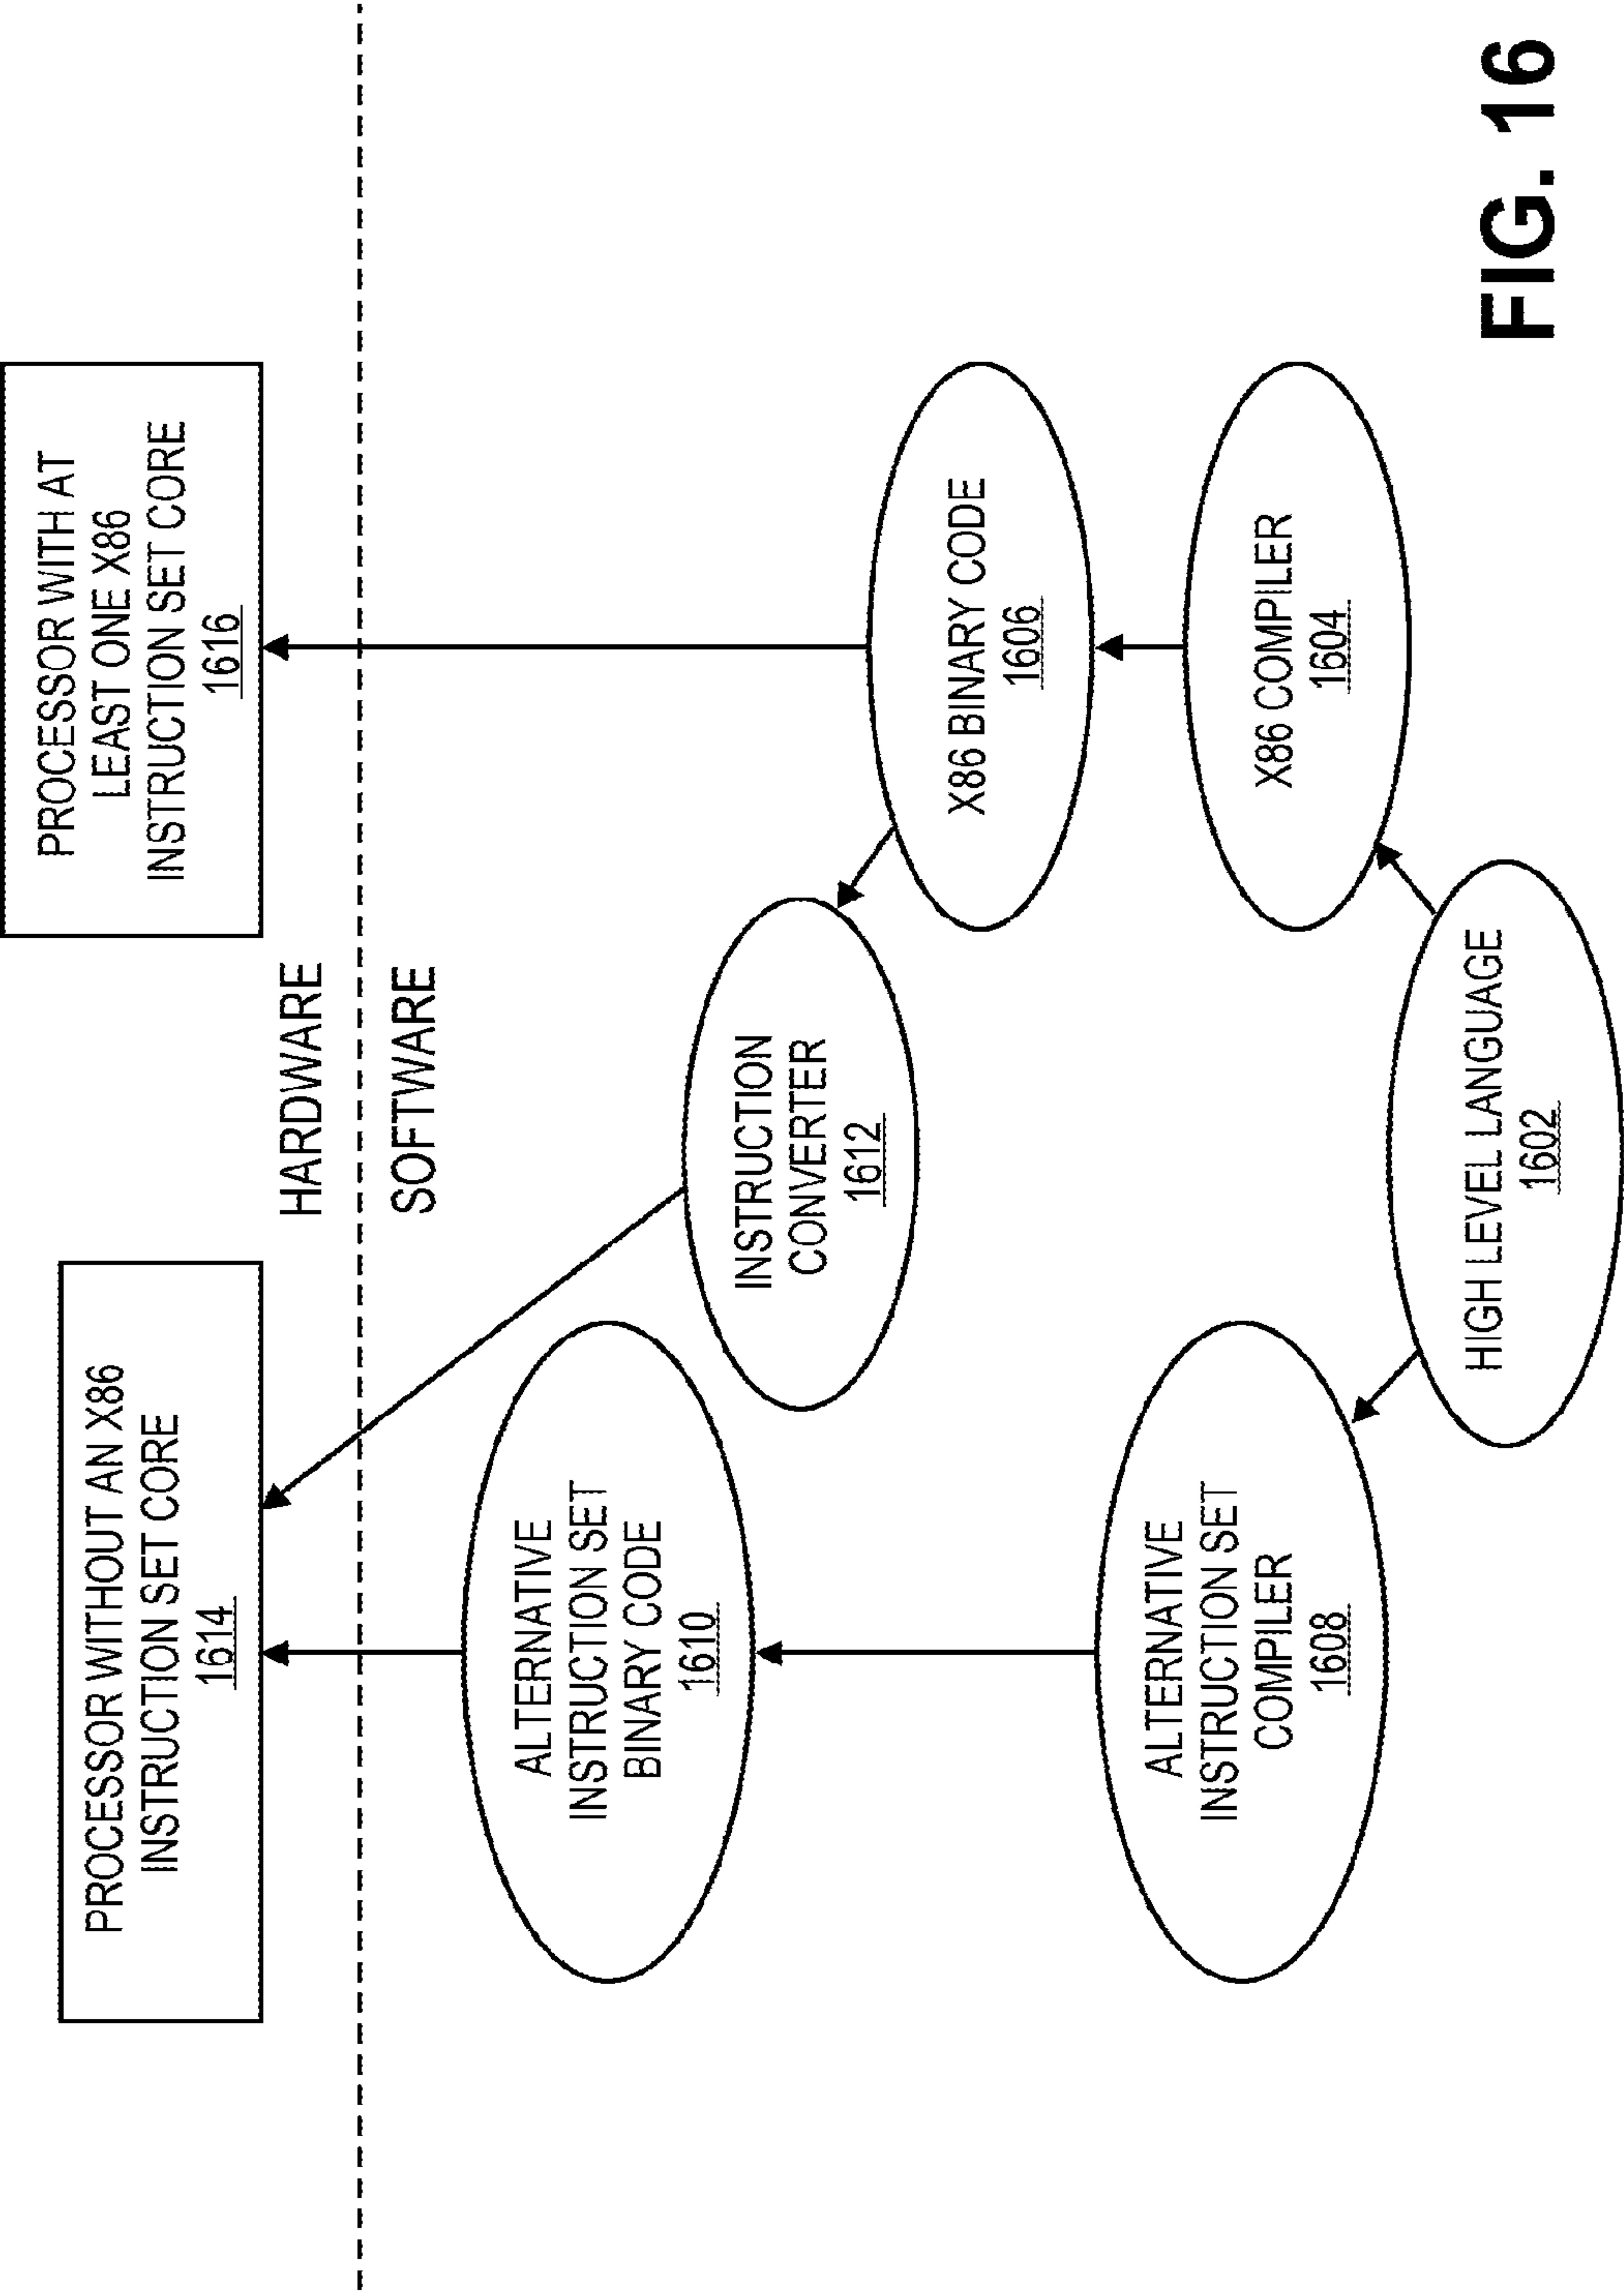 PROCESSOR WITHOUT AN X86
INSTRUCTION SET CORE
1614
PROCESSOR WITH AT
LEAST ONE X86
INSTRUCTION SET CORE
1616
HARDWARE
SOFTWARE
ALTERNATIVE
INSTRUCTION SET
BINARY CODE
1610
INSTRUCTION
CONVERTER
1612
X86 BINARY CODE
1606
ALTERNATIVE
INSTRUCTION SET
COMPILER
1608
X86 COMPILER
1604
HIGH LEVEL LANGUAGE
1602
FIG. 16